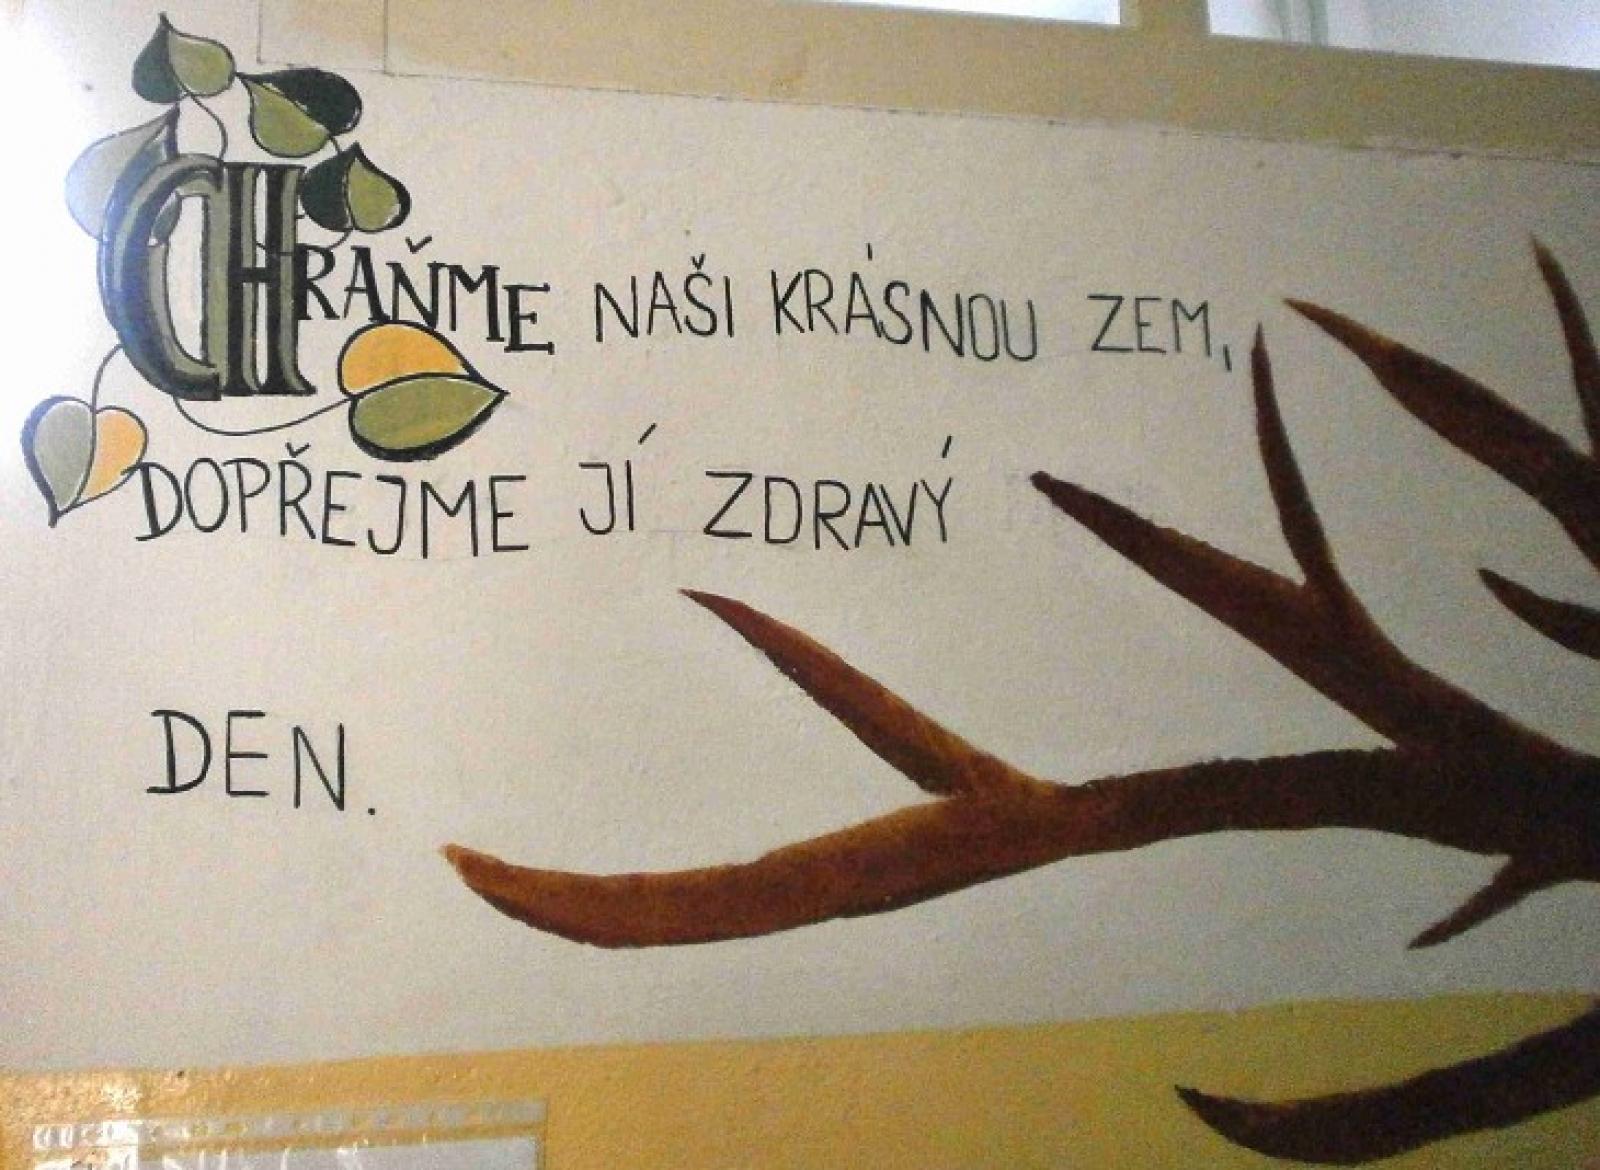 CHRAŇME NAŠI KRÁSNOU ZEM,
DOPŘEJME JÍ ZDRAVÝ
DEN.